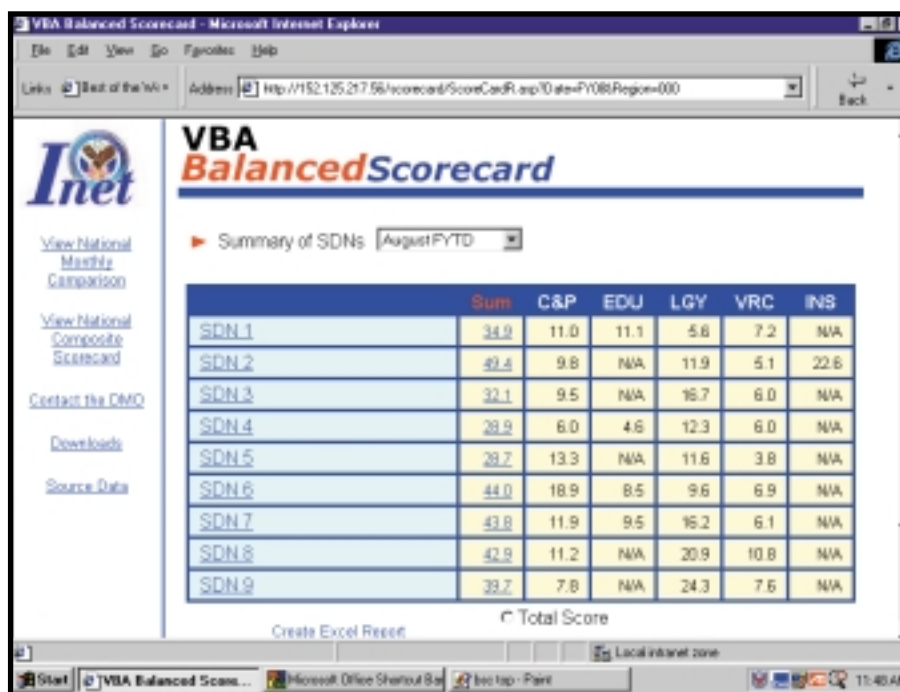 VBA Balanced Scorecard - Microsoft Internet Explorer
File Edit View Go Favorites Help
Links Best of the We Address http://152.125.217.56/scorecard/ScoreCardR.asp?Date=FY08&Region=000 Back
Inet
VBA
BalancedScorecard
Summary of SDNs August FYTD
View National
Monthly
Comparison
View National
Composite
Scorecard
Contact the DMO
Downloads
Source Data
Sum C&P EDU LGY VRC INS
SDN 1 34.9 11.0 11.1 5.6 7.2 N/A
SDN 2 49.4 9.8 N/A 11.9 5.1 22.6
SDN 3 32.1 9.5 N/A 16.7 6.0 N/A
SDN 4 28.9 6.0 4.6 12.3 6.0 N/A
SDN 5 28.7 13.3 N/A 11.6 3.8 N/A
SDN 6 44.0 18.9 8.5 9.6 6.9 N/A
SDN 7 43.8 11.9 9.5 16.2 6.1 N/A
SDN 8 42.9 11.2 N/A 20.9 10.8 N/A
SDN 9 39.7 7.8 N/A 24.3 7.6 N/A
Total Score
Create Excel Report
Local intranet zone
Start VBA Balanced Score... Microsoft Office Shortcut Bar bsc top - Paint 11:48 AM